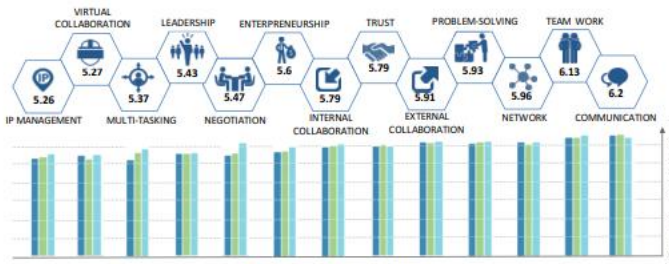 VIRTUAL
COLLABORATION
LEADERSHIP
ENTERPRENEURSHIP
TRUST
PROBLEM-SOLVING
TEAM WORK
IP
5.26
5.27
5.37
5.43
5.47
5.6
5.79
5.79
5.91
5.93
5.96
6.13
6.2
IP MANAGEMENT
MULTI-TASKING
NEGOTIATION
INTERNAL
COLLABORATION
EXTERNAL
COLLABORATION
NETWORK
COMMUNICATION